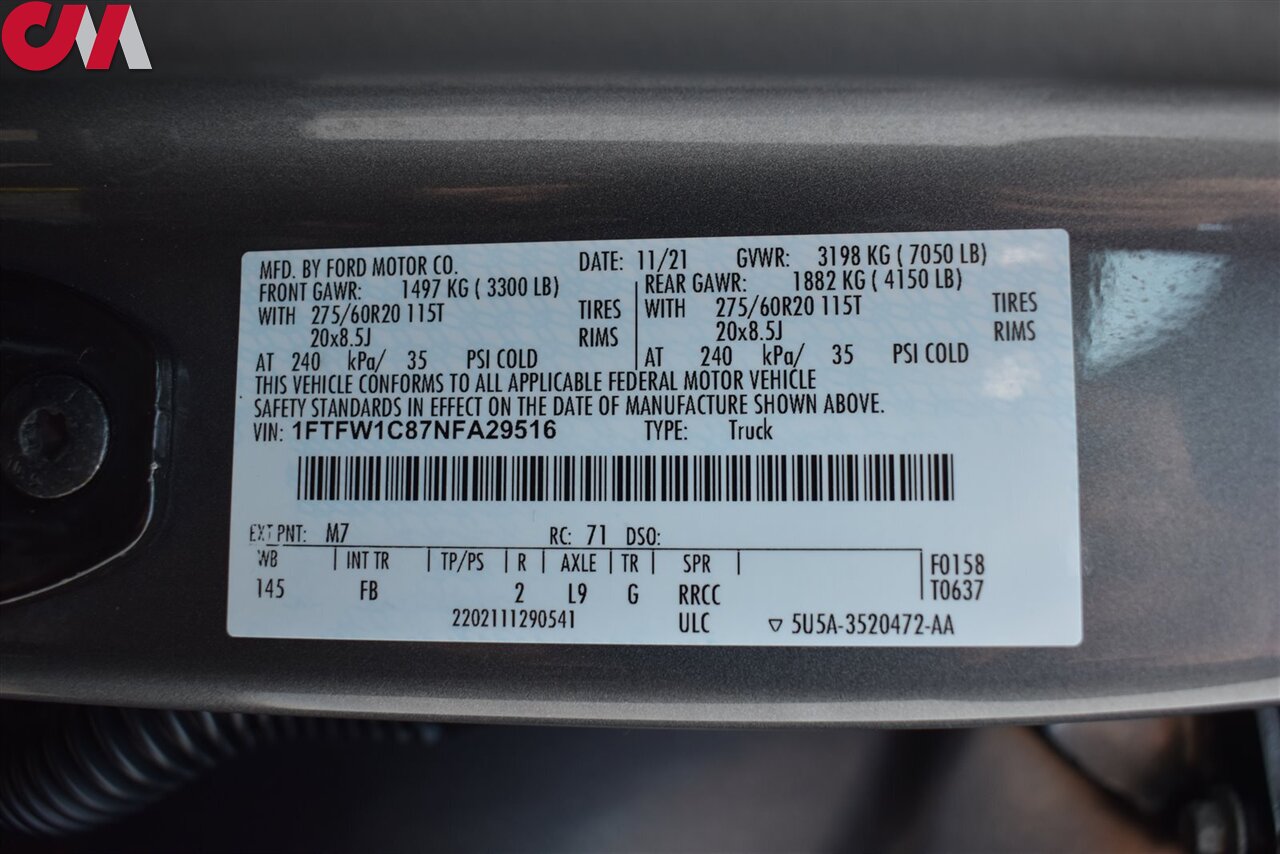 CM
MFD. BY FORD MOTOR CO. DATE: 11/21 GVWR: 3198 KG ( 7050 LB)
FRONT GAWR: 1497 KG ( 3300 LB) REAR GAWR: 1882 KG ( 4150 LB)
WITH 275/60R20 115T TIRES WITH 275/60R20 115T TIRES
20x8.5J RIMS 20x8.5J RIMS
AT 240 kPa/ 35 PSI COLD AT 240 kPa/ 35 PSI COLD
THIS VEHICLE CONFORMS TO ALL APPLICABLE FEDERAL MOTOR VEHICLE
SAFETY STANDARDS IN EFFECT ON THE DATE OF MANUFACTURE SHOWN ABOVE.
VIN: 1FTFW1C87NFA29516 TYPE: Truck
EXT PNT: M7 RC: 71 DSO:
WB INT TR TP/PS R AXLE TR SPR F0158
145 FB 2 L9 G RRCC T0637
2202111290541 ULC ▽ 5U5A-3520472-AA